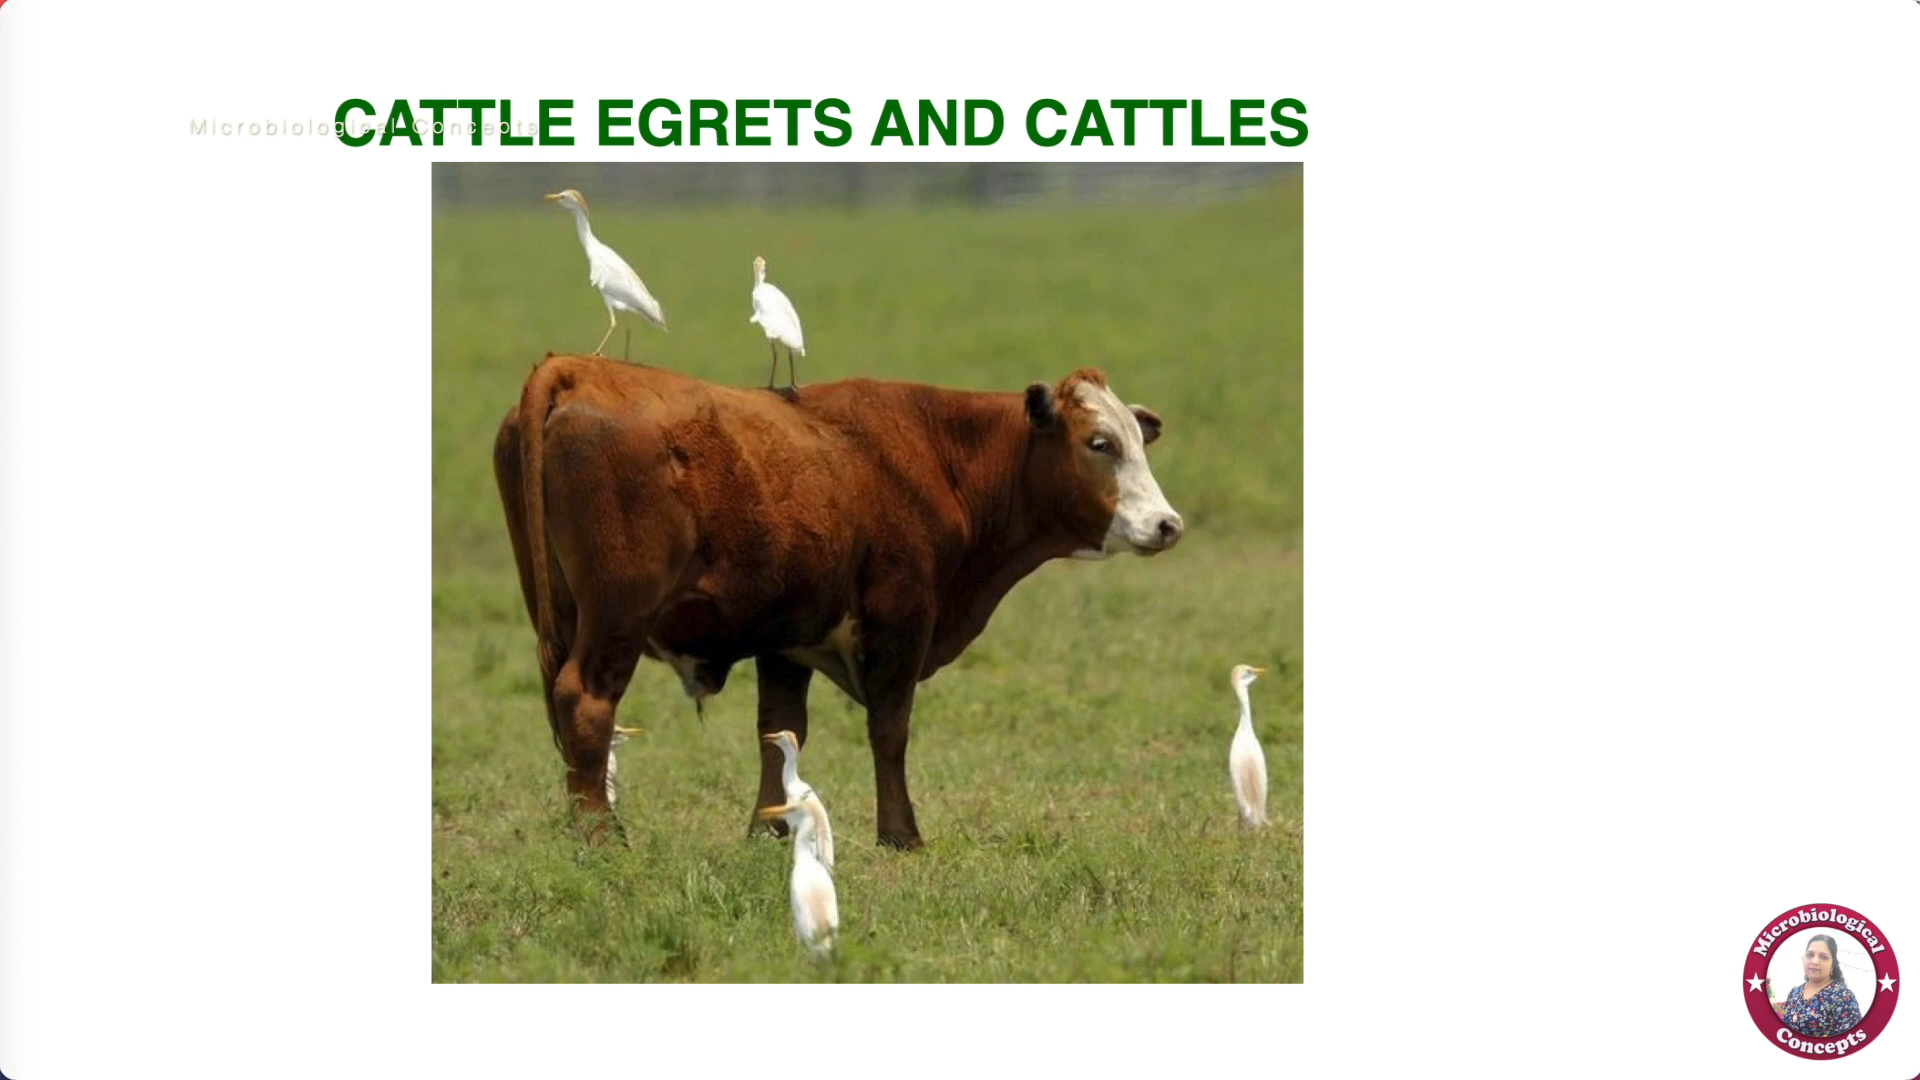 CATTLE EGRETS AND CATTLES
Microbiological Concepts
Microbiological
Concepts